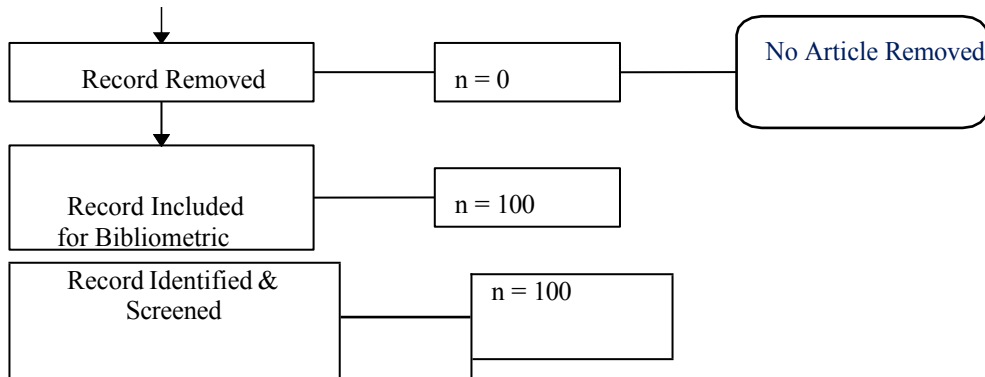 Record Removed
n = 0
No Article Removed
Record Included
for Bibliometric
n = 100
Record Identified &
Screened
n = 100